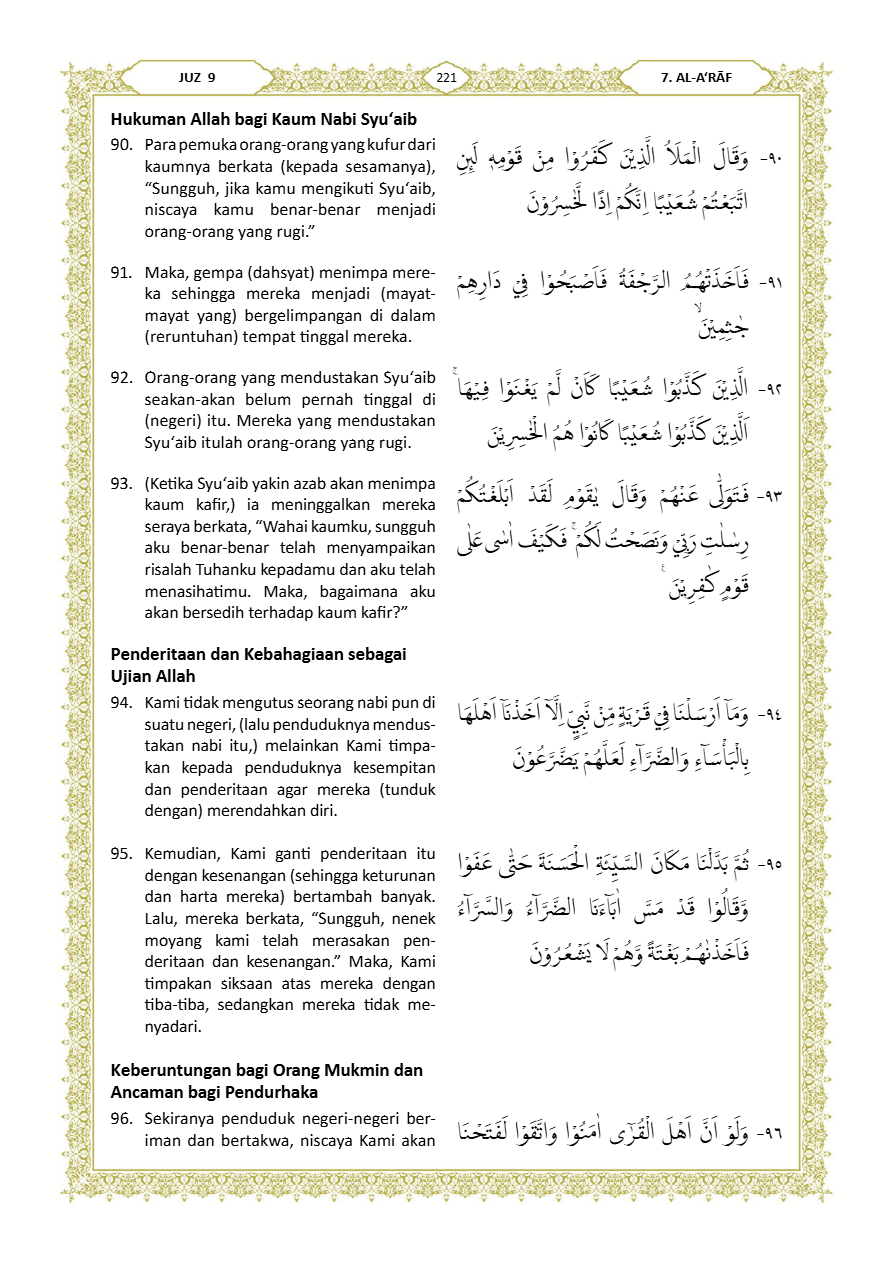 JUZ 9
221
7. AL-A‘RĀF
Hukuman Allah bagi Kaum Nabi Syu‘aib
90. Para pemuka orang-orang yang kufur dari
kaumnya berkata (kepada sesamanya),
“Sungguh, jika kamu mengikuti Syu‘aib,
niscaya kamu benar-benar menjadi
orang-orang yang rugi.”
٩٠- وَقَالَ الْمَلَاُ الَّذِيْنَ كَفَرُوْا مِنْ قَوْمِهٖ لَىِٕنِ
اتَّبَعْتُمْ شُعَيْبًا اِنَّكُمْ اِذًا لَّخٰسِرُوْنَ
91. Maka, gempa (dahsyat) menimpa mere-
ka sehingga mereka menjadi (mayat-
mayat yang) bergelimpangan di dalam
(reruntuhan) tempat tinggal mereka.
٩١- فَاَخَذَتْهُمُ الرَّجْفَةُ فَاَصْبَحُوْا فِيْ دَارِهِمْ
جٰثِمِيْنَۙ
92. Orang-orang yang mendustakan Syu‘aib
seakan-akan belum pernah tinggal di
(negeri) itu. Mereka yang mendustakan
Syu‘aib itulah orang-orang yang rugi.
٩٢- الَّذِيْنَ كَذَّبُوْا شُعَيْبًا كَاَنْ لَّمْ يَغْنَوْا فِيْهَاۚ
اَلَّذِيْنَ كَذَّبُوْا شُعَيْبًا كَانُوْا هُمُ الْخٰسِرِيْنَ
93. (Ketika Syu‘aib yakin azab akan menimpa
kaum kafir,) ia meninggalkan mereka
seraya berkata, “Wahai kaumku, sungguh
aku benar-benar telah menyampaikan
risalah Tuhanku kepadamu dan aku telah
menasihatimu. Maka, bagaimana aku
akan bersedih terhadap kaum kafir?”
٩٣- فَتَوَلّٰى عَنْهُمْ وَقَالَ يٰقَوْمِ لَقَدْ اَبْلَغْتُكُمْ
رِسٰلٰتِ رَبِّيْ وَنَصَحْتُ لَكُمْۚ فَكَيْفَ اٰسٰى عَلٰى
قَوْمٍ كٰفِرِيْنَ ࣖ
Penderitaan dan Kebahagiaan sebagai
Ujian Allah
94. Kami tidak mengutus seorang nabi pun di
suatu negeri, (lalu penduduknya mendus-
takan nabi itu,) melainkan Kami timpa-
kan kepada penduduknya kesempitan
dan penderitaan agar mereka (tunduk
dengan) merendahkan diri.
٩٤- وَمَآ اَرْسَلْنَا فِيْ قَرْيَةٍ مِّنْ نَّبِيٍّ اِلَّآ اَخَذْنَآ اَهْلَهَا
بِالْبَأْسَاۤءِ وَالضَّرَّاۤءِ لَعَلَّهُمْ يَضَّرَّعُوْنَ
95. Kemudian, Kami ganti penderitaan itu
dengan kesenangan (sehingga keturunan
dan harta mereka) bertambah banyak.
Lalu, mereka berkata, “Sungguh, nenek
moyang kami telah merasakan pen-
deritaan dan kesenangan.” Maka, Kami
timpakan siksaan atas mereka dengan
tiba-tiba, sedangkan mereka tidak me-
nyadari.
٩٥- ثُمَّ بَدَّلْنَا مَكَانَ السَّيِّئَةِ الْحَسَنَةَ حَتّٰى عَفَوْا
وَّقَالُوْا قَدْ مَسَّ اٰبَاۤءَنَا الضَّرَّاۤءُ وَالسَّرَّاۤءُ
فَاَخَذْنٰهُمْ بَغْتَةً وَّهُمْ لَا يَشْعُرُوْنَ
Keberuntungan bagi Orang Mukmin dan
Ancaman bagi Pendurhaka
96. Sekiranya penduduk negeri-negeri ber-
iman dan bertakwa, niscaya Kami akan
٩٦- وَلَوْ اَنَّ اَهْلَ الْقُرٰٓى اٰمَنُوْا وَاتَّقَوْا لَفَتَحْنَا